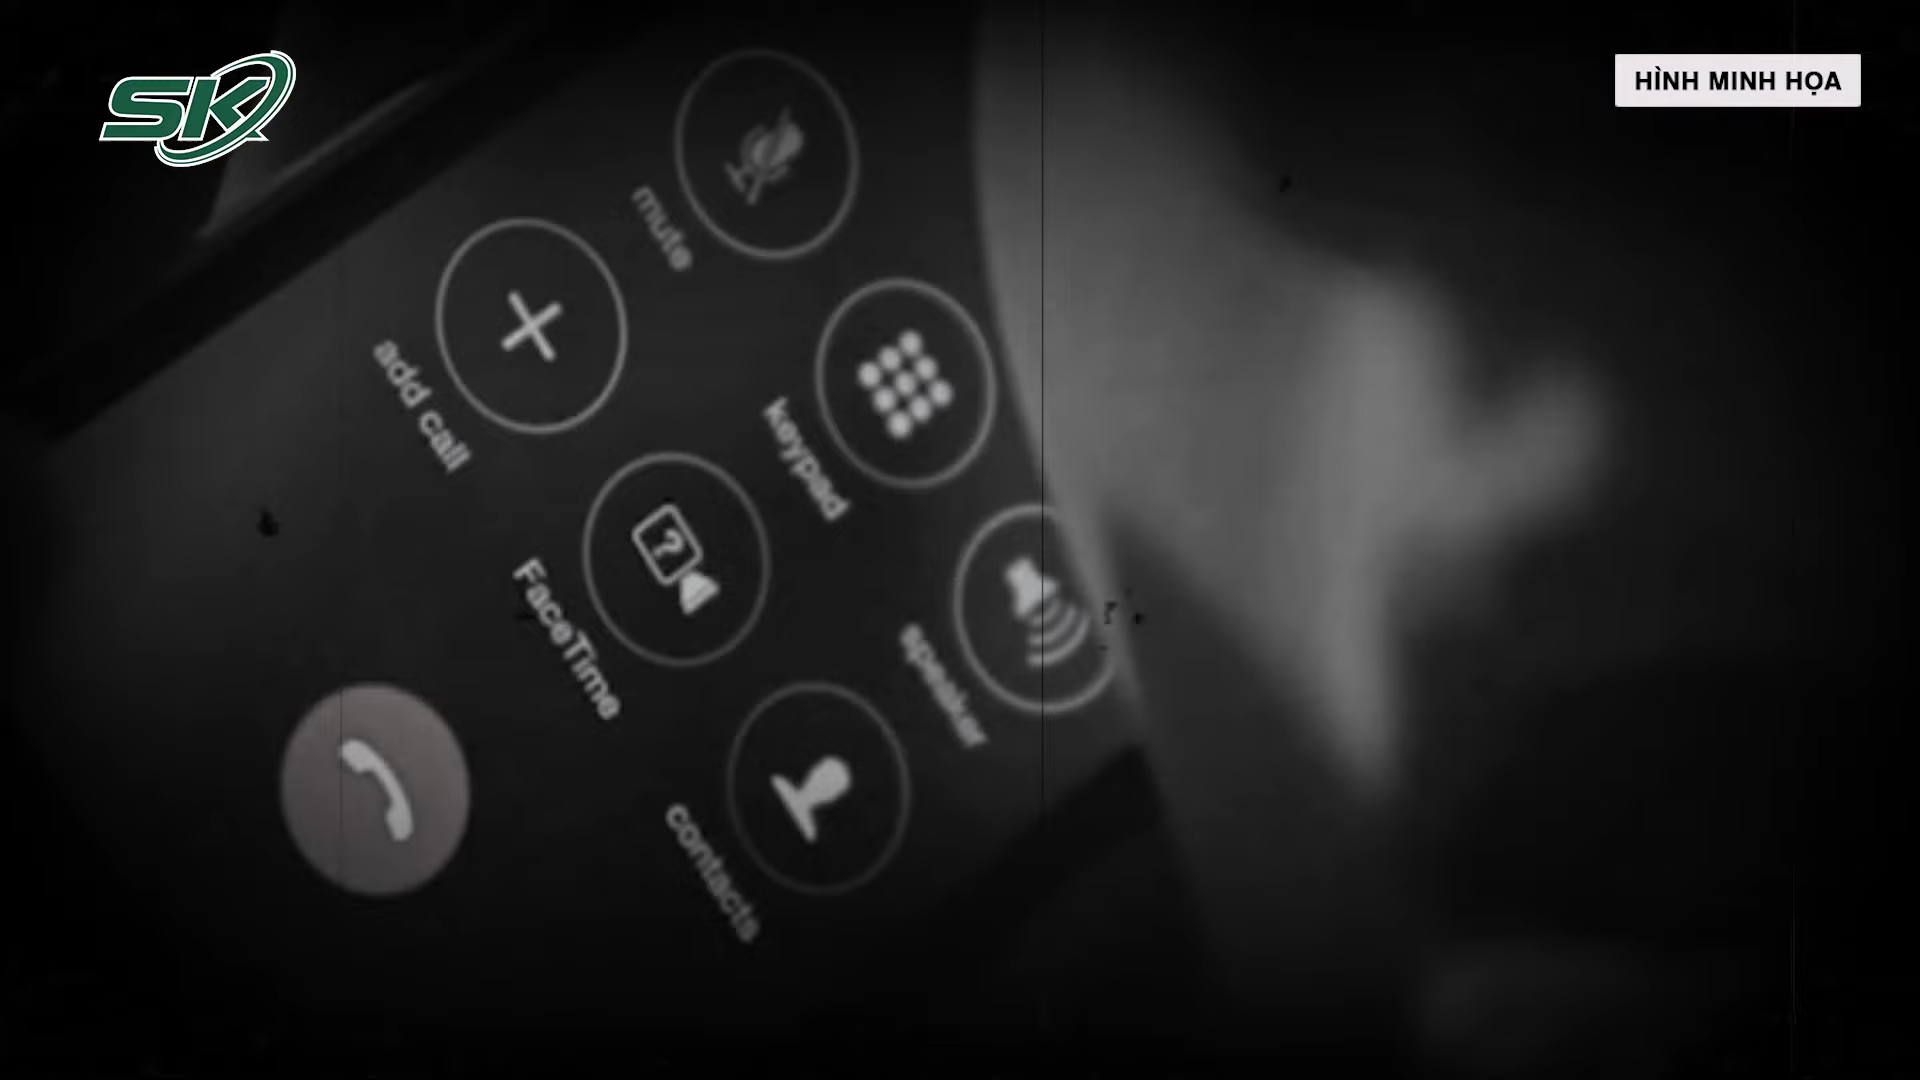 SK
HÌNH MINH HỌA
mute
add call
keypad
FaceTime
speaker
contacts